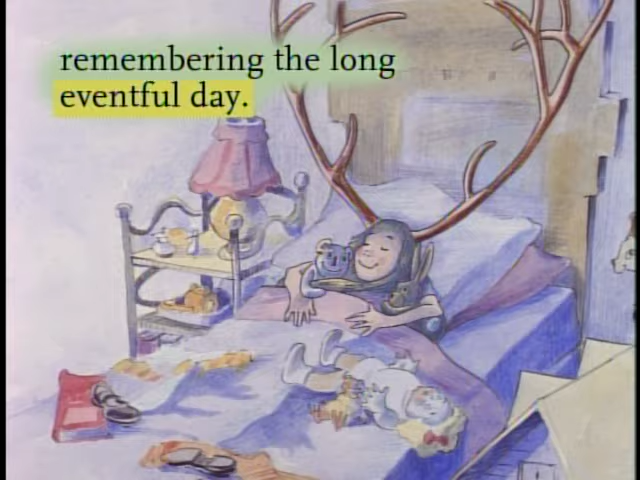 remembering the long
eventful day.